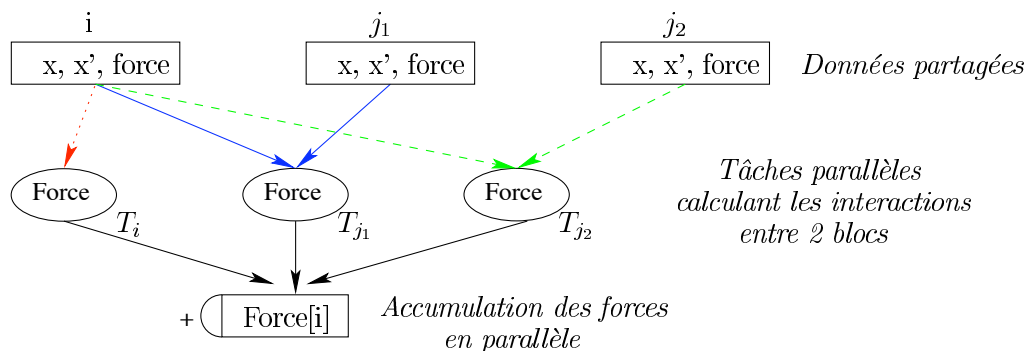 i
j1
j2
x, x', force
x, x', force
x, x', force
Données partagées
Force
Force
Force
Ti
Tj1
Tj2
Tâches parallèles
calculant les interactions
entre 2 blocs
+
Force[i]
Accumulation des forces
en parallèle